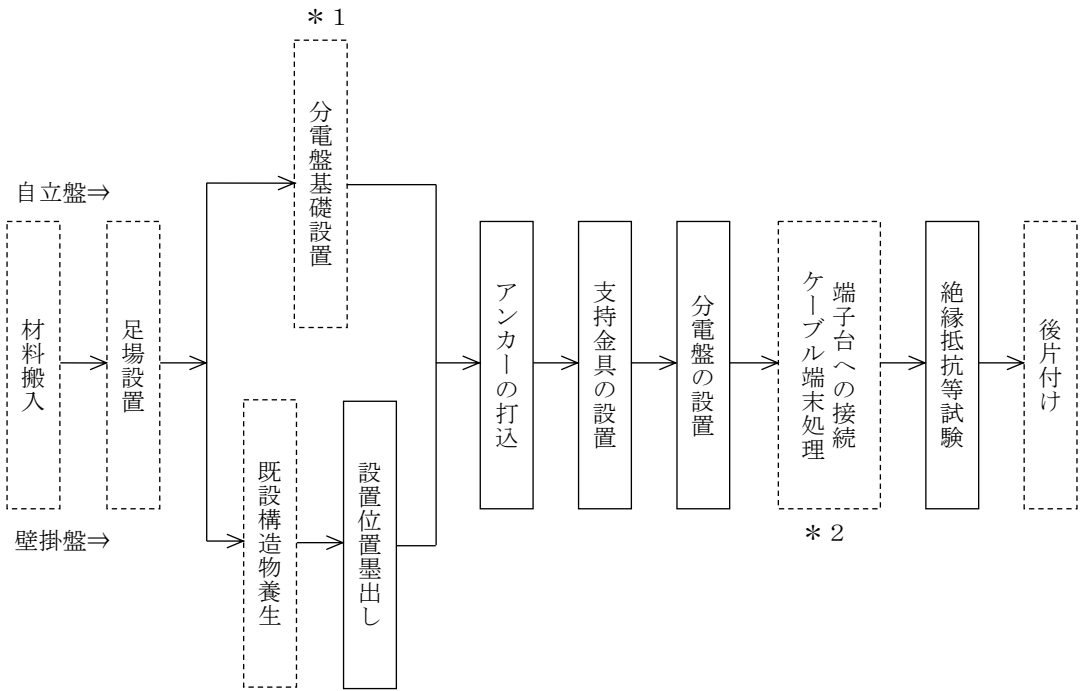 ＊１
分電盤基礎設置
自立盤⇒
材料搬入
足場設置
壁掛盤⇒
既設構造物養生
設置位置墨出し
アンカーの打込
支持金具の設置
分電盤の設置
端子台への接続
ケーブル端末処理
＊２
絶縁抵抗等試験
後片付け